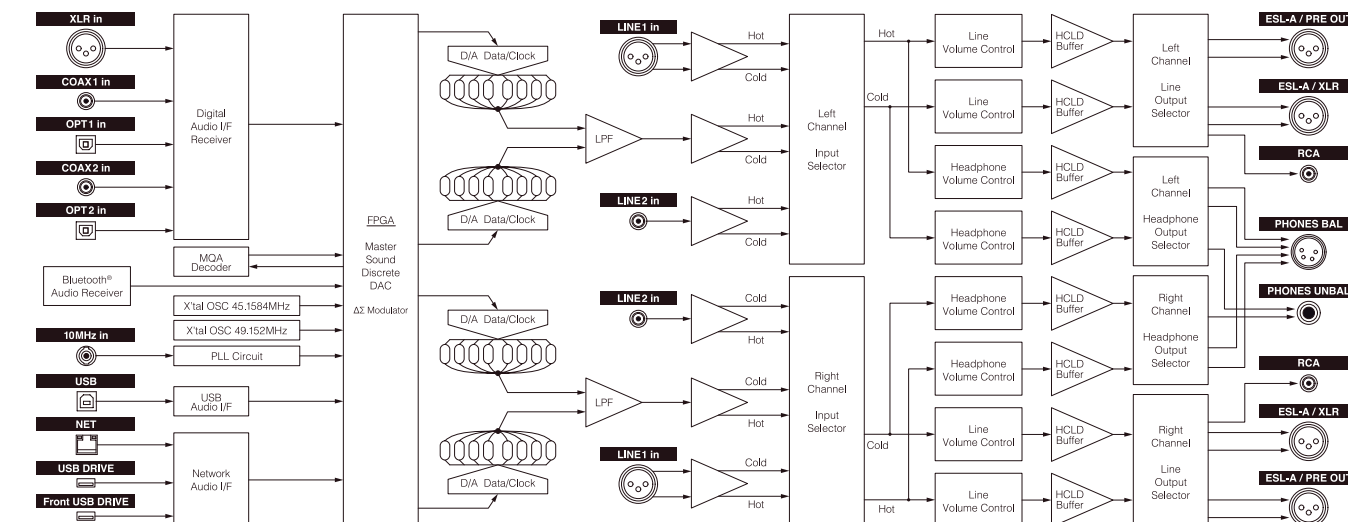 XLR in
COAX1 in
OPT1 in
COAX2 in
OPT2 in
Digital
Audio I/F
Receiver
MQA
Decoder
Bluetooth®
Audio Receiver
X'tal OSC 45.1584MHz
X'tal OSC 49.152MHz
10MHz in
PLL Circuit
USB
USB
Audio I/F
NET
USB DRIVE
Front USB DRIVE
Network
Audio I/F
FPGA
Master
Sound
Discrete
DAC
ΔΣ Modulator
D/A Data/Clock
D/A Data/Clock
D/A Data/Clock
D/A Data/Clock
LPF
LPF
LINE1 in
Hot
Cold
Hot
Cold
LINE2 in
Hot
Cold
LINE2 in
Cold
Hot
Cold
Hot
LINE1 in
Cold
Hot
Left
Channel
Input
Selector
Right
Channel
Input
Selector
Hot
Cold
Cold
Hot
Line
Volume Control
HCLD
Buffer
Line
Volume Control
HCLD
Buffer
Headphone
Volume Control
HCLD
Buffer
Headphone
Volume Control
HCLD
Buffer
Headphone
Volume Control
HCLD
Buffer
Headphone
Volume Control
HCLD
Buffer
Line
Volume Control
HCLD
Buffer
Line
Volume Control
HCLD
Buffer
Left
Channel
Line
Output
Selector
Left
Channel
Headphone
Output
Selector
Right
Channel
Headphone
Output
Selector
Right
Channel
Line
Output
Selector
ESL-A / PRE OUT
ESL-A / XLR
RCA
PHONES BAL
PHONES UNBAL
RCA
ESL-A / XLR
ESL-A / PRE OUT